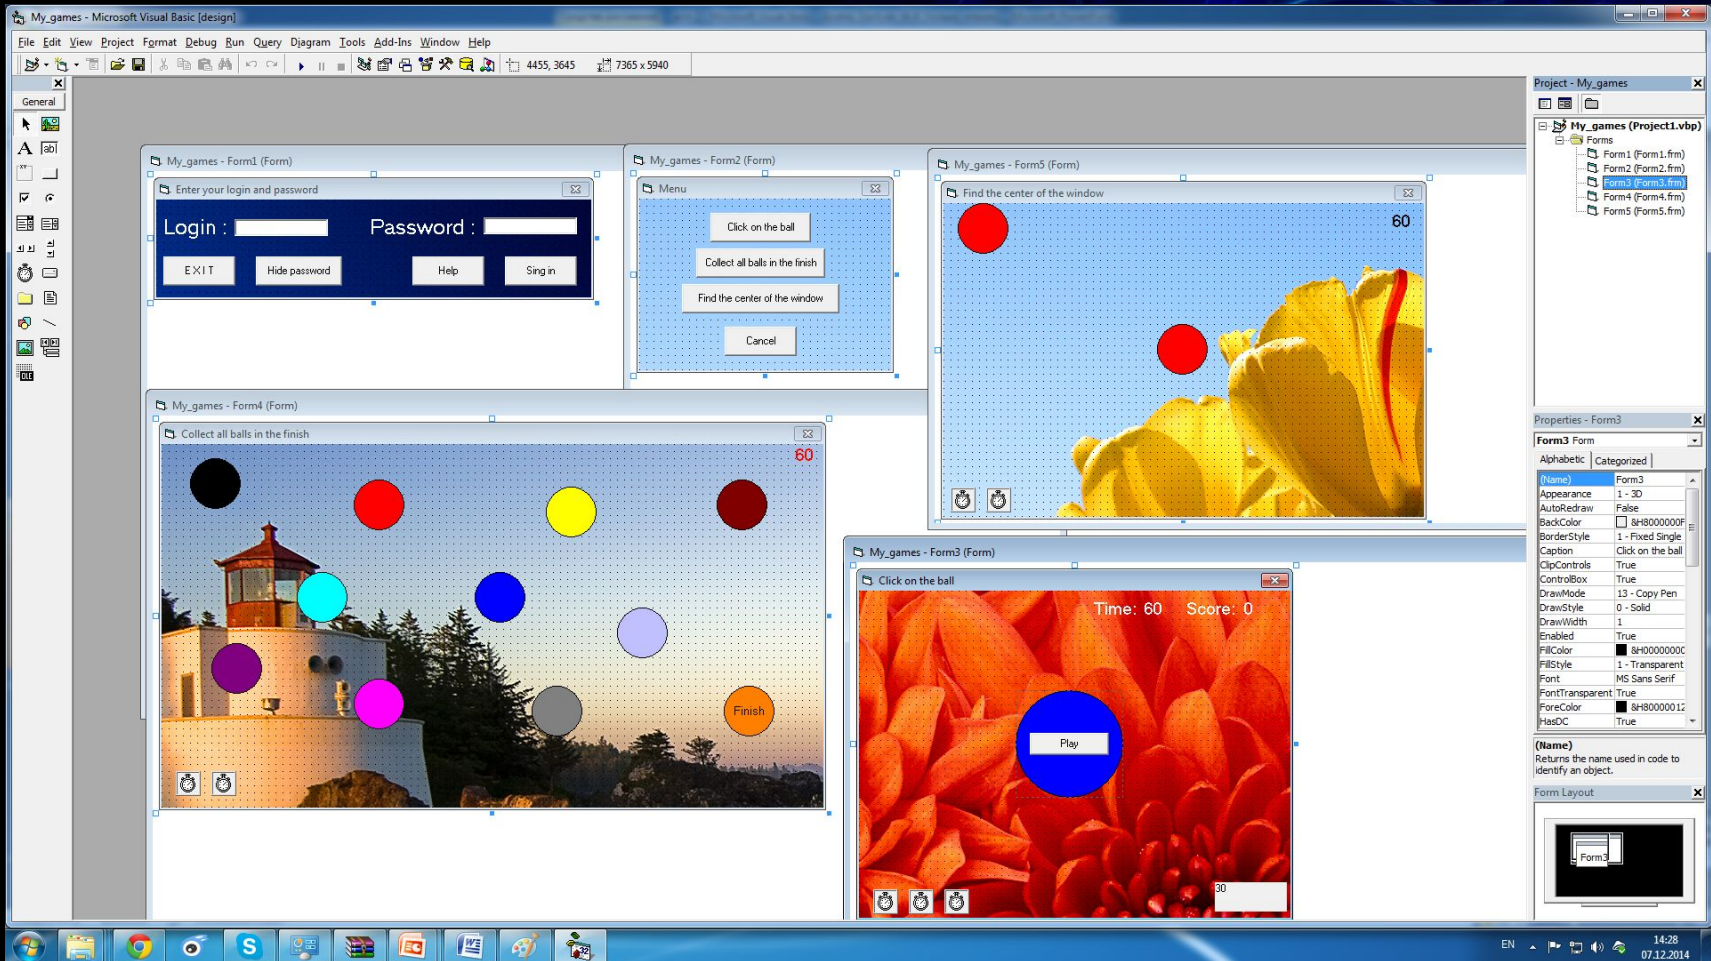 My_games - Microsoft Visual Basic [design]
File Edit View Project Format Debug Run Query Diagram Tools Add-Ins Window Help
4455, 3645 7365 x 5940
General
A ab
OLE
My_games - Form1 (Form)
Enter your login and password
Login : Password :
E X I T Hide password Help Sing in
My_games - Form2 (Form)
Menu
Click on the ball
Collect all balls in the finish
Find the center of the window
Cancel
My_games - Form5 (Form)
Find the center of the window
60
My_games - Form4 (Form)
Collect all balls in the finish
60
Finish
My_games - Form3 (Form)
Click on the ball
Time: 60 Score: 0
Play
30
Project - My_games
My_games (Project1.vbp)
Forms
Form1 (Form1.frm)
Form2 (Form2.frm)
Form3 (Form3.frm)
Form4 (Form4.frm)
Form5 (Form5.frm)
Properties - Form3
Form3 Form
Alphabetic Categorized
(Name) Form3
Appearance 1 - 3D
AutoRedraw False
BackColor &H8000000F
BorderStyle 1 - Fixed Single
Caption Click on the ball
ClipControls True
ControlBox True
DrawMode 13 - Copy Pen
DrawStyle 0 - Solid
DrawWidth 1
Enabled True
FillColor &H00000000
FillStyle 1 - Transparent
Font MS Sans Serif
FontTransparent True
ForeColor &H80000012
HasDC True
(Name)
Returns the name used in code to
identify an object.
Form Layout
Form3
EN 14:28
07.12.2014